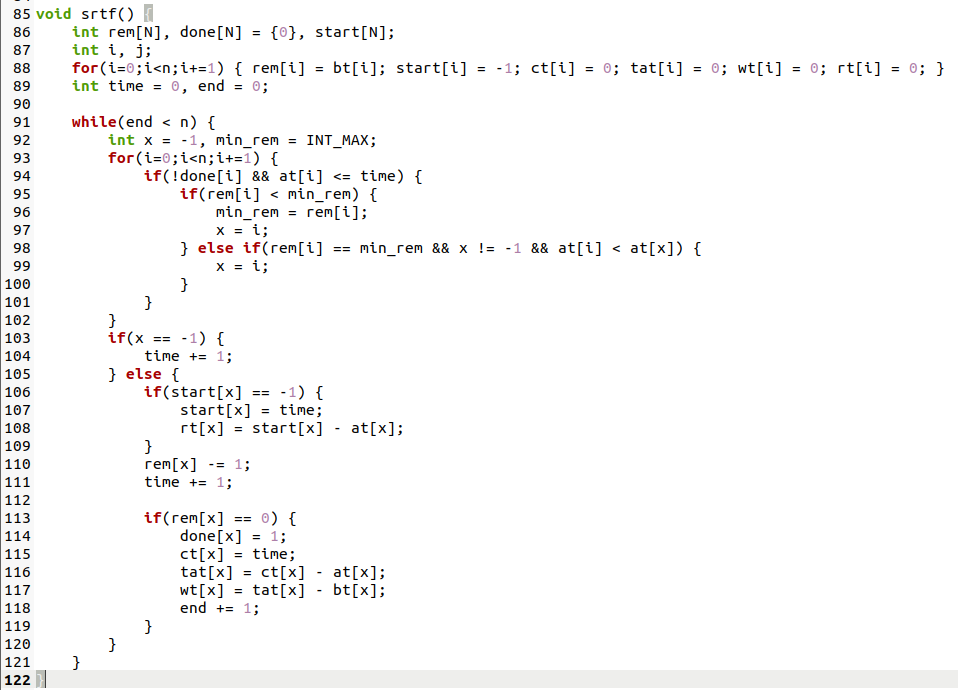 85 void srtf() {
86     int rem[N], done[N] = {0}, start[N];
87     int i, j;
88     for(i=0;i<n;i+=1) { rem[i] = bt[i]; start[i] = -1; ct[i] = 0; tat[i] = 0; wt[i] = 0; rt[i] = 0; }
89     int time = 0, end = 0;
90
91     while(end < n) {
92         int x = -1, min_rem = INT_MAX;
93         for(i=0;i<n;i+=1) {
94             if(!done[i] && at[i] <= time) {
95                 if(rem[i] < min_rem) {
96                     min_rem = rem[i];
97                     x = i;
98                 } else if(rem[i] == min_rem && x != -1 && at[i] < at[x]) {
99                     x = i;
100                 }
101             }
102         }
103         if(x == -1) {
104             time += 1;
105         } else {
106             if(start[x] == -1) {
107                 start[x] = time;
108                 rt[x] = start[x] - at[x];
109             }
110             rem[x] -= 1;
111             time += 1;
112
113             if(rem[x] == 0) {
114                 done[x] = 1;
115                 ct[x] = time;
116                 tat[x] = ct[x] - at[x];
117                 wt[x] = tat[x] - bt[x];
118                 end += 1;
119             }
120         }
121     }
122 }